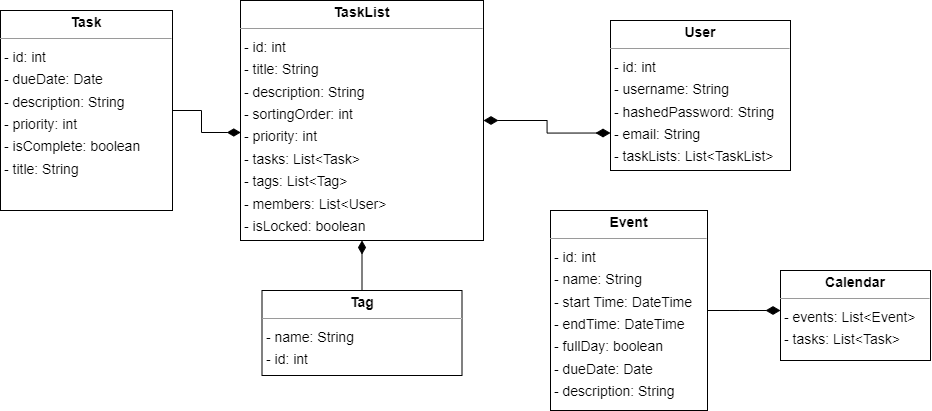 Task
- id: int
- dueDate: Date
- description: String
- priority: int
- isComplete: boolean
- title: String
TaskList
- id: int
- title: String
- description: String
- sortingOrder: int
- priority: int
- tasks: List<Task>
- tags: List<Tag>
- members: List<User>
- isLocked: boolean
User
- id: int
- username: String
- hashedPassword: String
- email: String
- taskLists: List<TaskList>
Tag
- name: String
- id: int
Event
- id: int
- name: String
- start Time: DateTime
- endTime: DateTime
- fullDay: boolean
- dueDate: Date
- description: String
Calendar
- events: List<Event>
- tasks: List<Task>